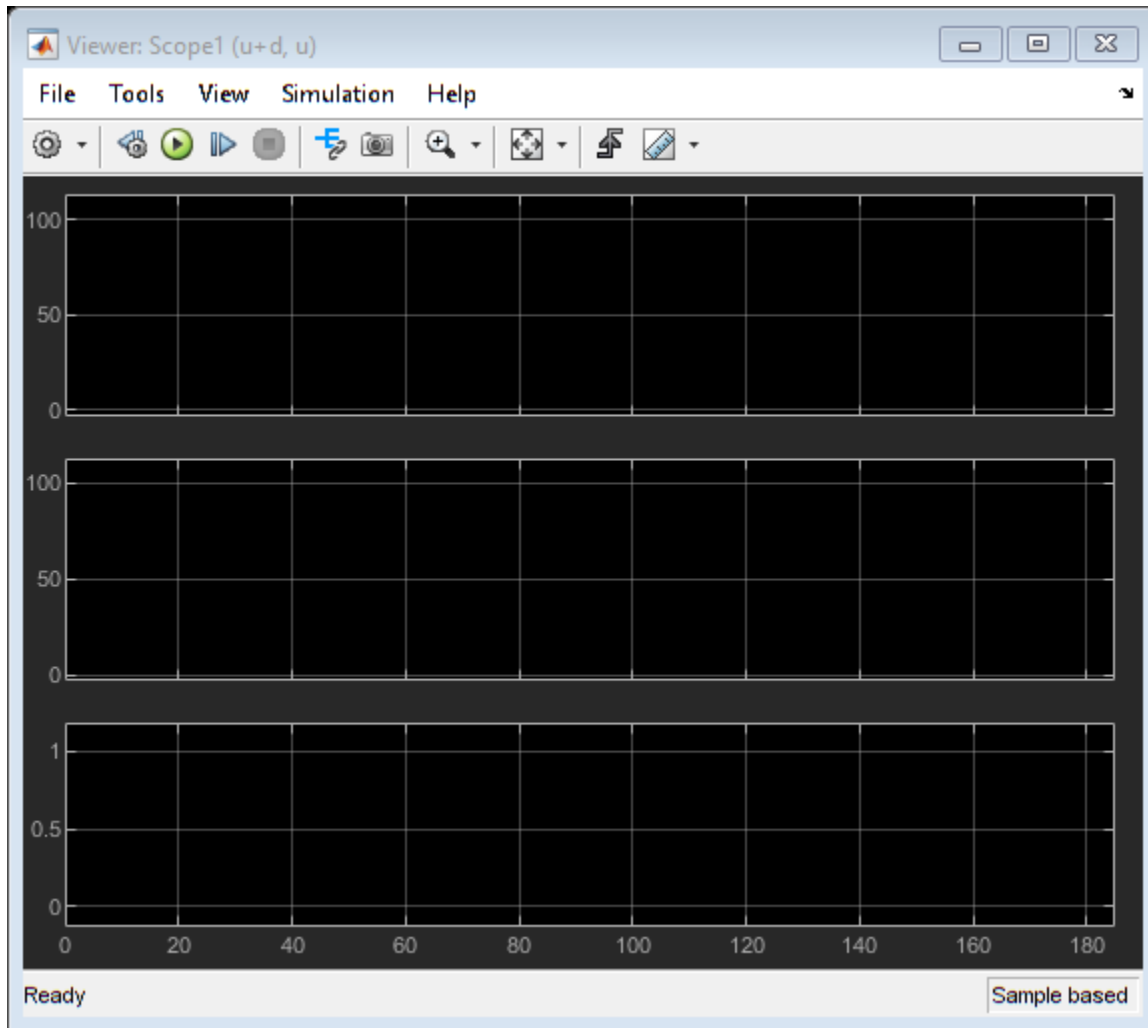 Viewer: Scope1 (u+d, u)
File Tools View Simulation Help
100
50
0
100
50
0
1
0.5
0
0 20 40 60 80 100 120 140 160 180
Ready Sample based